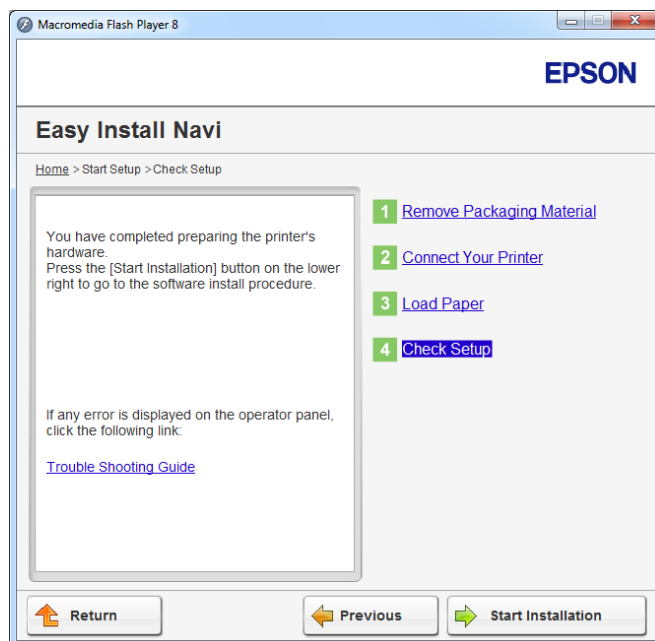 Macromedia Flash Player 8
EPSON
Easy Install Navi
Home > Start Setup >Check Setup
You have completed preparing the printer's
hardware.
Press the [Start Installation] button on the lower
right to go to the software install procedure.
If any error is displayed on the operator panel,
click the following link:
Trouble Shooting Guide
1 Remove Packaging Material
2 Connect Your Printer
3 Load Paper
4 Check Setup
Return
Previous
Start Installation